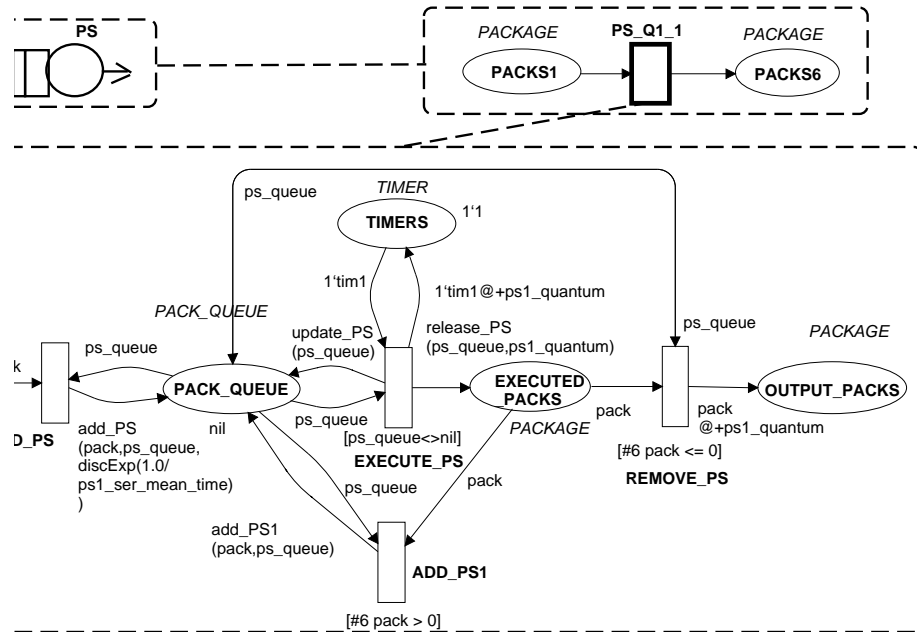 PS
PACKAGE
PS_Q1_1
PACKAGE
PACKS1
PACKS6
ps_queue
TIMER
TIMERS
1‘1
1‘tim1
1‘tim1@+ps1_quantum
PACK_QUEUE
update_PS
(ps_queue)
release_PS
(ps_queue,ps1_quantum)
ps_queue
PACKAGE
k
ps_queue
PACK_QUEUE
EXECUTED
PACKS
OUTPUT_PACKS
D_PS
add_PS
(pack,ps_queue,
discExp(1.0/
ps1_ser_mean_time)
)
nil
ps_queue
[ps_queue<>nil]
EXECUTE_PS
PACKAGE
pack
pack
@+ps1_quantum
[#6 pack <= 0]
REMOVE_PS
ps_queue
pack
add_PS1
(pack,ps_queue)
ADD_PS1
[#6 pack > 0]